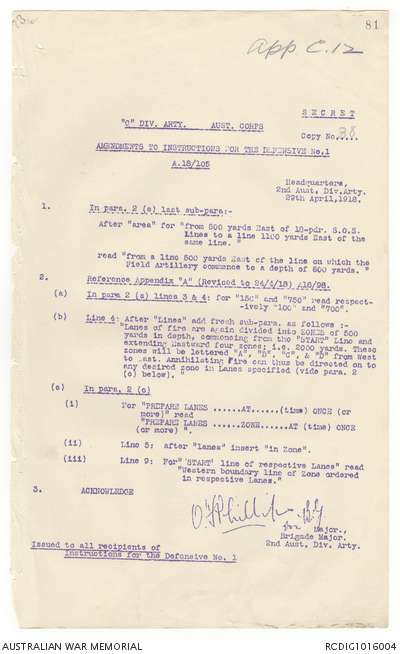 81
App C.12
SECRET
"C" DIV. ARTY. AUST. CORPS
Copy No. 38
AMENDMENTS TO INSTRUCTIONS FOR THE DEFENSIVE No.1
A.18/105
Headquarters,
2nd Aust. Div.Arty.
29th April, 1918.
1. In para. 2 (e) last sub-para:-
After "area" for "from 500 yards East of 18-pdr. S.O.S.
Lines to a line 1100 yards East of the
same line. "
read "from a line 500 yards East of the line on which the
Field Artillery commence to a depth of 600 yards. "
2. Reference Appendix "A" (Revised to 24/4/18) A18/98.
(a) In para 2 (a) lines 3 & 4: for "150" and "750" read respect-
-ively "100" and "700".
(b) Line 4: After "Lines" add fresh sub-para. as follows :-
"Lanes of fire are again divided into ZONES of 500
yards in depth, commencing from the "START" Line and
extending Eastward four zones; i.e. 2000 yards. These
zones will be lettered "A", "B", "C", & "D" from West
to East. Annihilating Fire can thus be directed on to
any desired zone in Lanes specified (vide para. 2
(c) below). "
(c) In para. 2 (c)
(i) For "PREPARE LANES ......AT......(time) ONCE (or
more)" read
"PREPARE LANES ......ZONE......AT (time) ONCE
(or more) ".
(ii) Line 5: after "lanes" insert "in Zone".
(iii) Line 9: For "'START' line of respective Lanes" read
"Western boundary line of Zone ordered
in respective Lanes."
3. ACKNOWLEDGE
for Major.,
Brigade Major.
2nd Aust. Div. Arty.
Issued to all recipients of
Instructions for the Defensive No. 1
AUSTRALIAN WAR MEMORIAL
RCDIG1016004